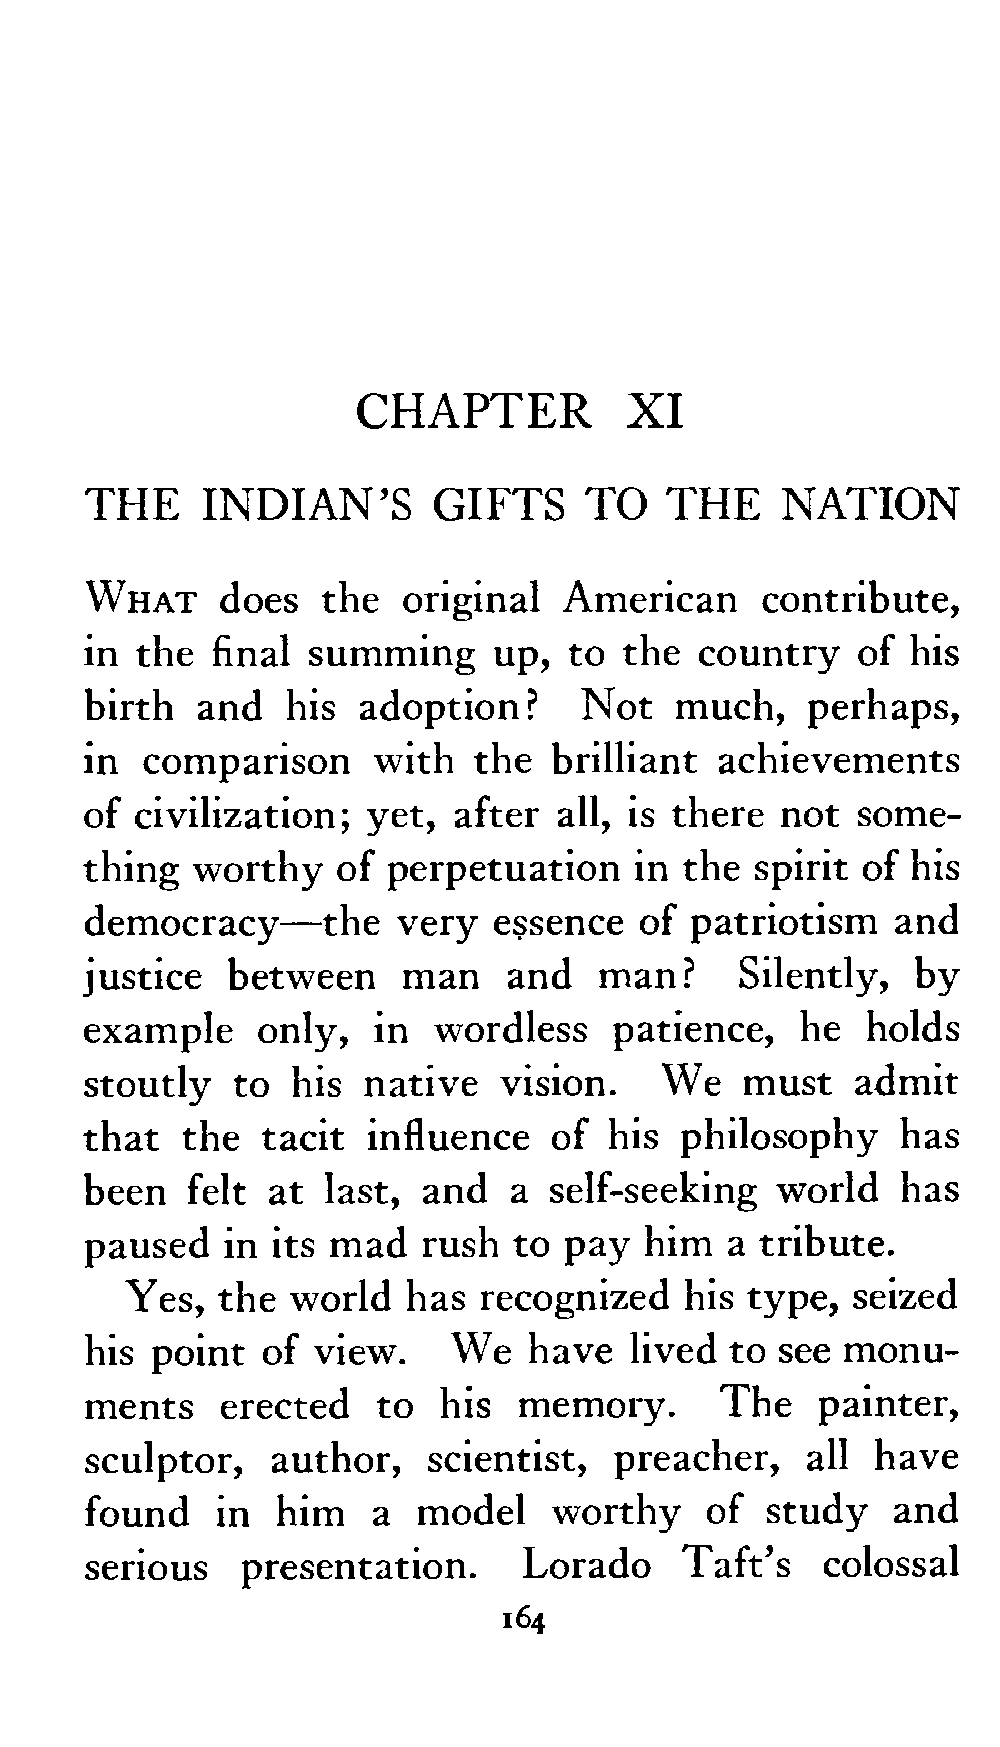 CHAPTER XI
THE INDIAN'S GIFTS TO THE NATION
WHAT does the original American contribute,
in the final summing up, to the country of his
birth and his adoption? Not much, perhaps,
in comparison with the brilliant achievements
of civilization; yet, after all, is there not some-
thing worthy of perpetuation in the spirit of his
democracy—the very essence of patriotism and
justice between man and man? Silently, by
example only, in wordless patience, he holds
stoutly to his native vision. We must admit
that the tacit influence of his philosophy has
been felt at last, and a self-seeking world has
paused in its mad rush to pay him a tribute.
Yes, the world has recognized his type, seized
his point of view. We have lived to see monu-
ments erected to his memory. The painter,
sculptor, author, scientist, preacher, all have
found in him a model worthy of study and
serious presentation. Lorado Taft's colossal
164